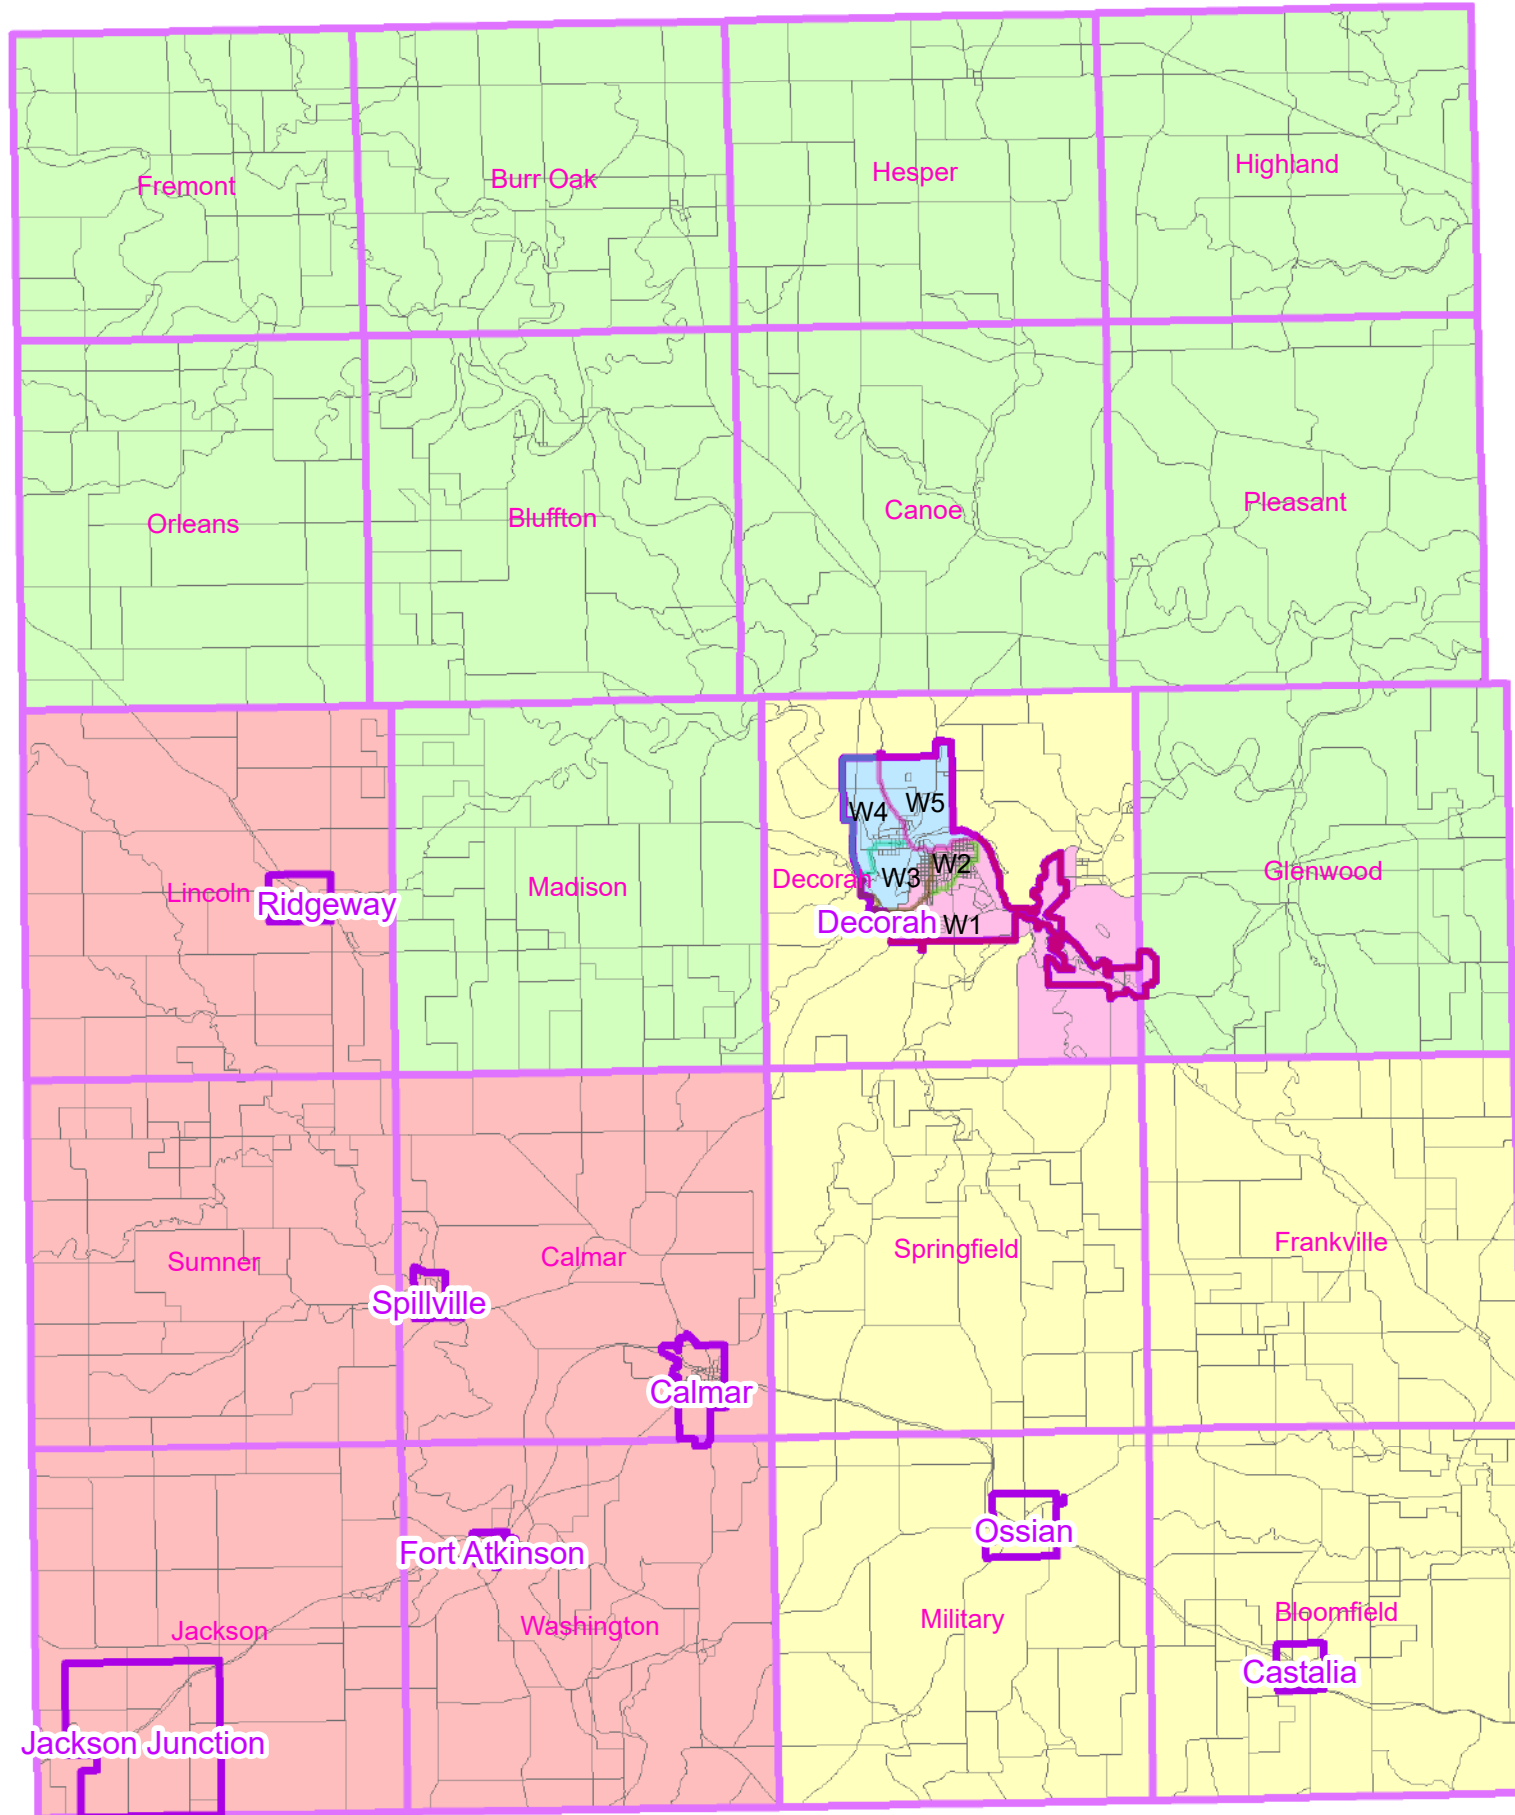 Fremont
Burr Oak
Hesper
Highland
Orleans
Bluffton
Canoe
Pleasant
W4
W5
W2
W3
W1
Decorah
Decorah
Lincoln
Ridgeway
Madison
Glenwood
Sumner
Calmar
Springfield
Frankville
Spillville
Calmar
Fort Atkinson
Ossian
Jackson
Washington
Military
Bloomfield
Castalia
Jackson Junction